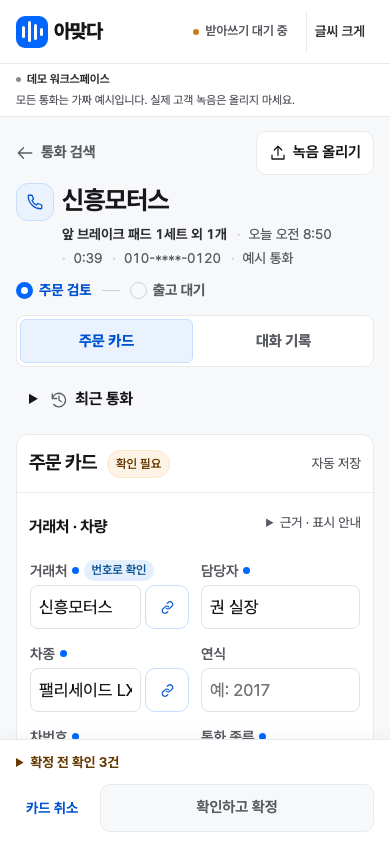 아맞다
받아쓰기 대기 중
글씨 크게
데모 워크스페이스
모든 통화는 가짜 예시입니다. 실제 고객 녹음은 올리지 마세요.
← 통화 검색
녹음 올리기
신흥모터스
앞 브레이크 패드 1세트 외 1개 · 오늘 오전 8:50
· 0:39 · 010-****-0120 · 예시 통화
주문 검토
출고 대기
주문 카드
대화 기록
▶ 최근 통화
주문 카드
확인 필요
자동 저장
거래처 · 차량
▶ 근거 · 표시 안내
거래처
번호로 확인
담당자
신흥모터스
권 실장
차종
연식
팰리세이드 LX
예: 2017
차번호
통화 종류
▶ 확정 전 확인 3건
카드 취소
확인하고 확정